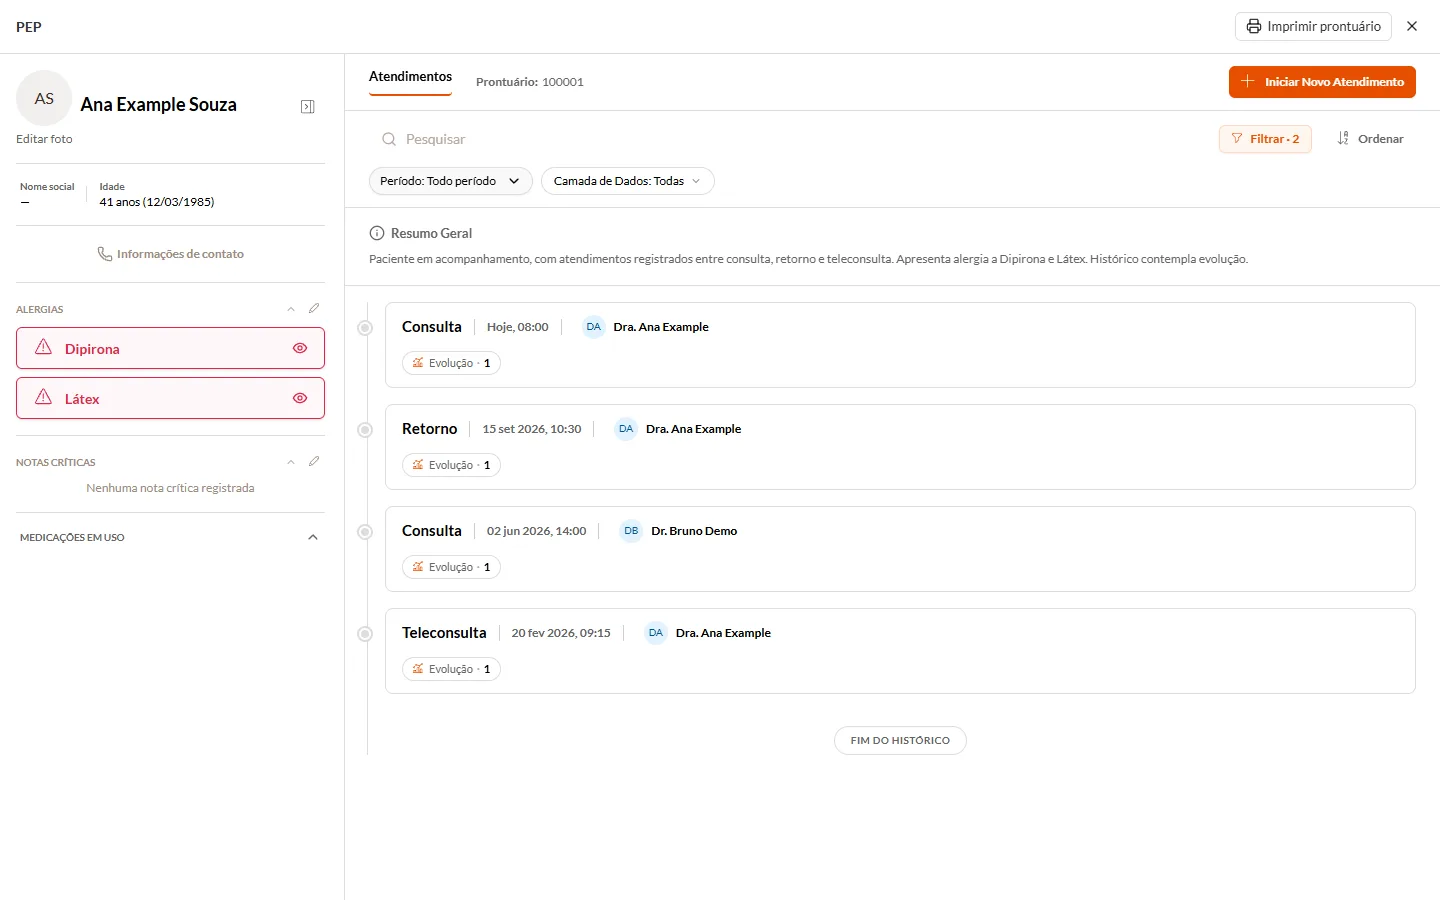 PEP
Imprimir prontuário
AS
Ana Example Souza
Editar foto
Nome social
—
Idade
41 anos (12/03/1985)
Informações de contato
ALERGIAS
Dipirona
Látex
NOTAS CRÍTICAS
Nenhuma nota crítica registrada
MEDICAÇÕES EM USO
Atendimentos
Prontuário: 100001
Iniciar Novo Atendimento
Pesquisar
Filtrar · 2
Ordenar
Período: Todo período
Camada de Dados: Todas
Resumo Geral
Paciente em acompanhamento, com atendimentos registrados entre consulta, retorno e teleconsulta. Apresenta alergia a Dipirona e Látex. Histórico contempla evolução.
Consulta
Hoje, 08:00
DA
Dra. Ana Example
Evolução · 1
Retorno
15 set 2026, 10:30
DA
Dra. Ana Example
Evolução · 1
Consulta
02 jun 2026, 14:00
DB
Dr. Bruno Demo
Evolução · 1
Teleconsulta
20 fev 2026, 09:15
DA
Dra. Ana Example
Evolução · 1
FIM DO HISTÓRICO